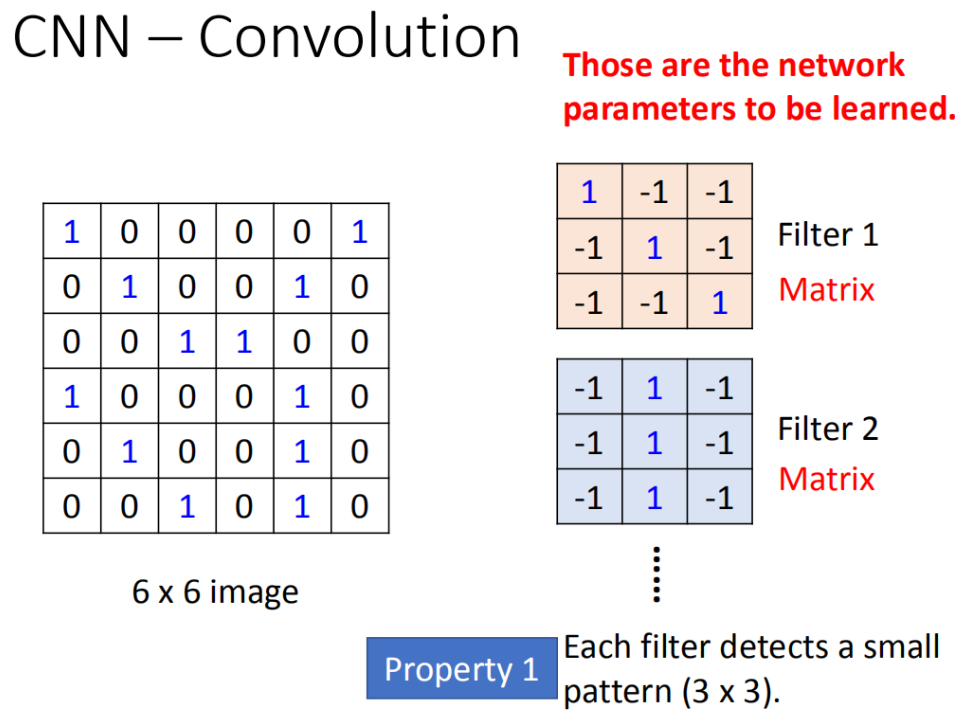 CNN – Convolution
Those are the network
parameters to be learned.
1 0 0 0 0 1
0 1 0 0 1 0
0 0 1 1 0 0
1 0 0 0 1 0
0 1 0 0 1 0
0 0 1 0 1 0
6 x 6 image
1 -1 -1
-1 1 -1
-1 -1 1
Filter 1
Matrix
-1 1 -1
-1 1 -1
-1 1 -1
Filter 2
Matrix
......
Property 1
Each filter detects a small
pattern (3 x 3).